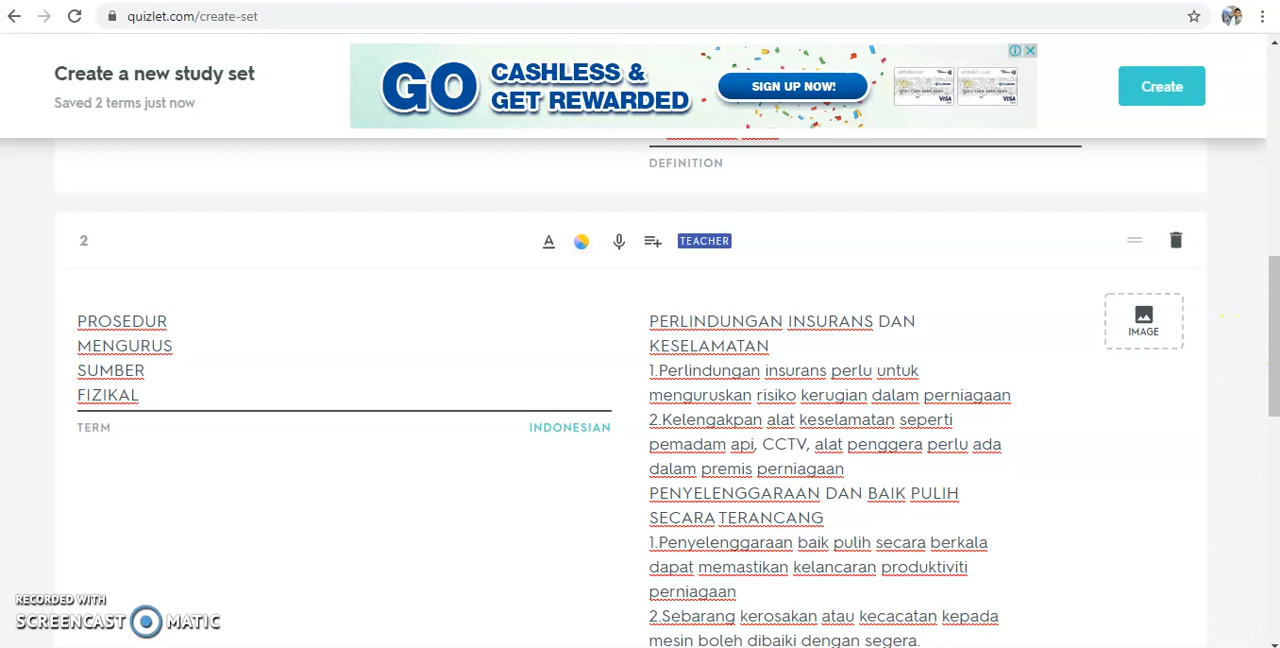 quizlet.com/create-set
Create a new study set
Saved 2 terms just now
GO CASHLESS & GET REWARDED
SIGN UP NOW!
VISA
VISA
Create
DEFINITION
2
A
TEACHER
PROSEDUR
MENGURUS
SUMBER
FIZIKAL
TERM
INDONESIAN
PERLINDUNGAN INSURANS DAN
KESELAMATAN
1.Perlindungan insurans perlu untuk
menguruskan risiko kerugian dalam perniagaan
2.Kelengakpan alat keselamatan seperti
pemadam api, CCTV, alat penggera perlu ada
dalam premis perniagaan
PENYELENGGARAAN DAN BAIK PULIH
SECARA TERANCANG
1.Penyelenggaraan baik pulih secara berkala
dapat memastikan kelancaran produktiviti
perniagaan
2.Sebarang kerosakan atau kecacatan kepada
mesin boleh dibaiki dengan segera.
IMAGE
RECORDED WITH
SCREENCAST MATIC